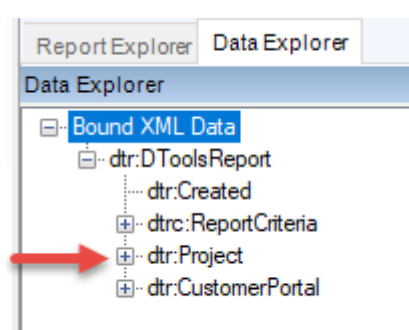 Report Explorer Data Explorer
Data Explorer
Bound XML Data
dtr:DToolsReport
dtr:Created
dtrc:ReportCriteria
dtr:Project
dtr:CustomerPortal